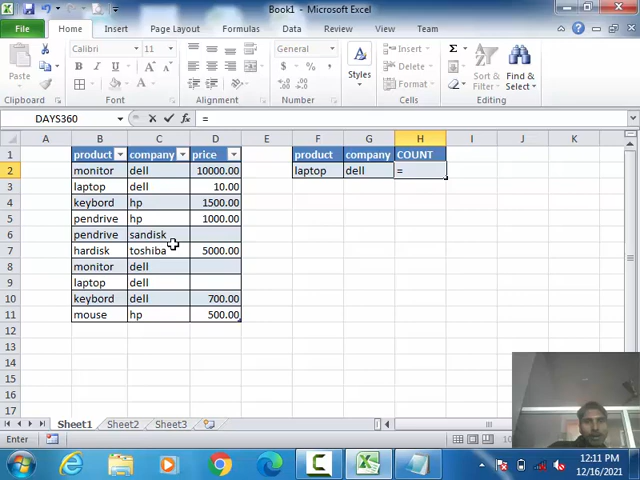 Book1 - Microsoft Excel
File Home Insert Page Layout Formulas Data Review View
Calibri 11 General Insert Σ
Paste B I U $ % , Styles Delete Sort & Filter Find & Select
Format
Clipboard Font Alignment Number Cells Editing
DAYS360 =
A B C D E F G H I J K
1 product company price product company COUNT
2 monitor dell 10000.00 laptop dell =
3 laptop dell 10.00
4 keybord hp 1500.00
5 pendrive hp 1000.00
6 pendrive sandisk
7 hardisk toshiba 5000.00
8 monitor dell
9 laptop dell
10 keybord dell 700.00
11 mouse hp 500.00
12
13
14
15
16
17
Sheet1 Sheet2 Sheet3
Enter
12:11 PM
12/16/2021